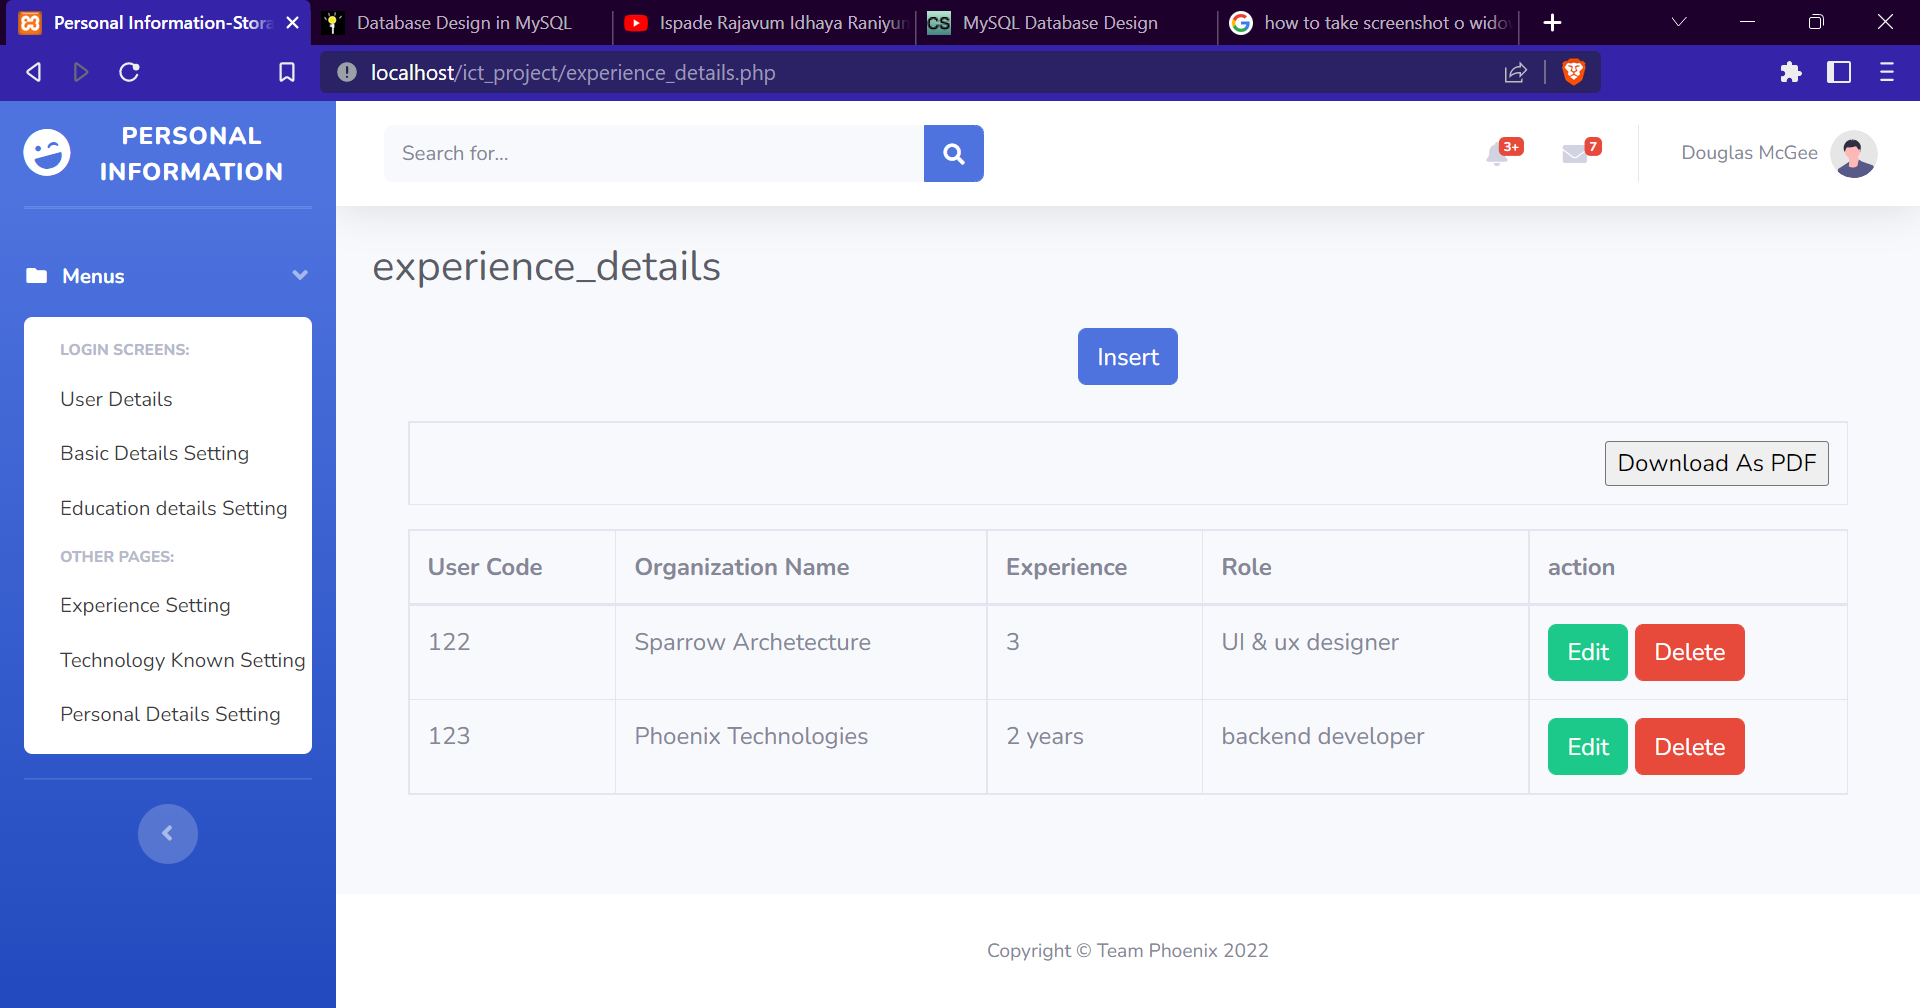 Personal Information-Stora
Database Design in MySQL
Ispade Rajavum Idhaya Raniyun
CS MySQL Database Design
how to take screenshot o widov
localhost/ict_project/experience_details.php
PERSONAL
INFORMATION
Search for...
3+
7
Douglas McGee
Menus
LOGIN SCREENS:
User Details
Basic Details Setting
Education details Setting
OTHER PAGES:
Experience Setting
Technology Known Setting
Personal Details Setting
experience_details
Insert
Download As PDF
User Code Organization Name Experience Role action
122 Sparrow Archetecture 3 UI & ux designer Edit Delete
123 Phoenix Technologies 2 years backend developer Edit Delete
Copyright © Team Phoenix 2022